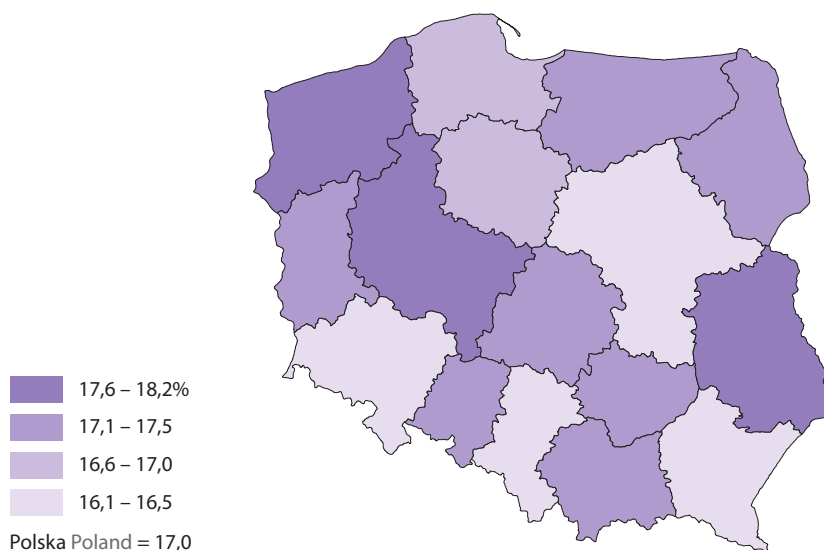 17,6 – 18,2%
17,1 – 17,5
16,6 – 17,0
16,1 – 16,5
Polska Poland = 17,0